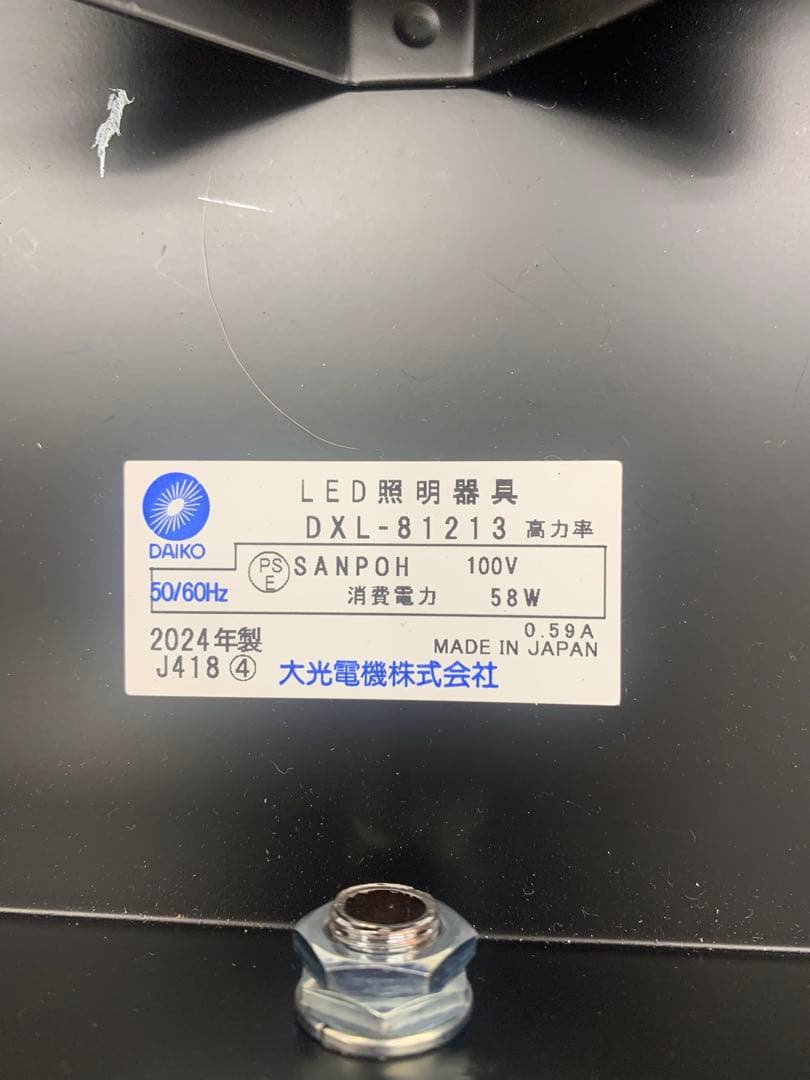 LED照明器具
DXL-81213 高力率
DAIKO
PS E SANPOH 100V
50/60Hz 消費電力 58W
0.59A
2024年製 MADE IN JAPAN
J418④ 大光電機株式会社